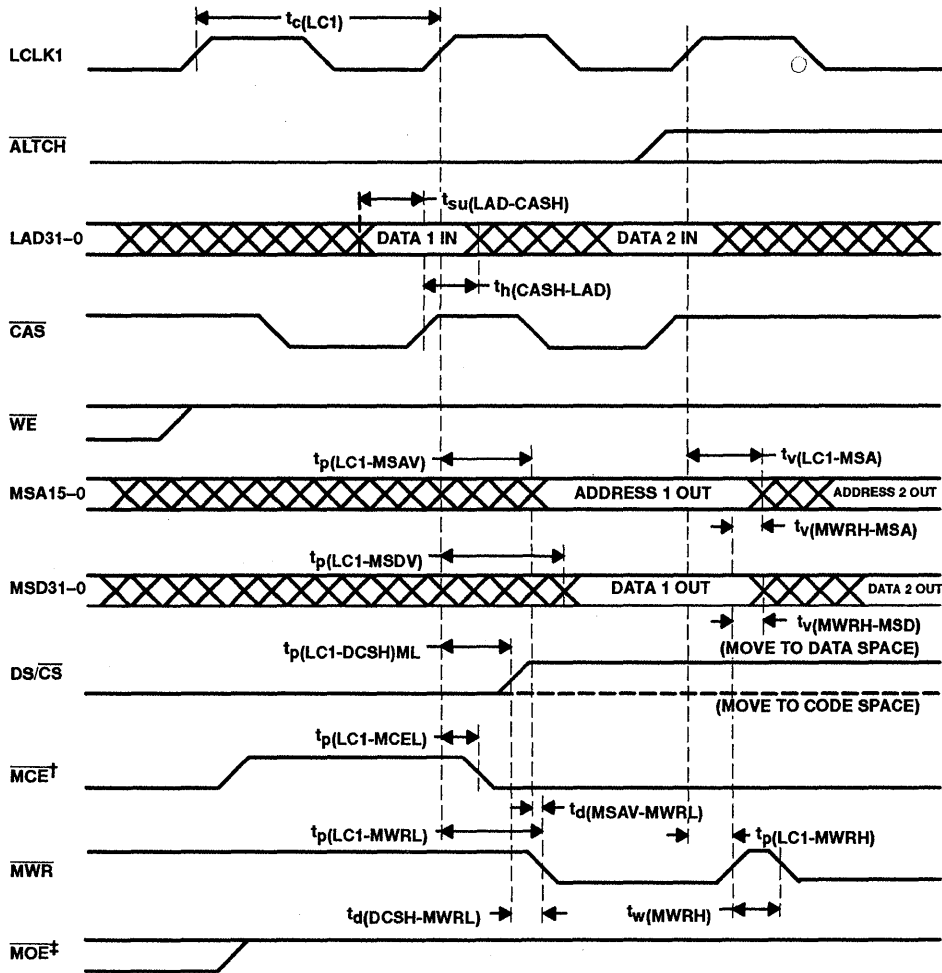 tc(LC1)
LCLK1
ALTCH
tsu(LAD-CASH)
LAD31–0 DATA 1 IN DATA 2 IN
th(CASH-LAD)
CAS
WE
tp(LC1-MSAV) tv(LC1-MSA)
MSA15–0 ADDRESS 1 OUT ADDRESS 2 OUT
tv(MWRH-MSA)
tp(LC1-MSDV)
MSD31–0 DATA 1 OUT DATA 2 OUT
tv(MWRH-MSD)
tp(LC1-DCSH)ML (MOVE TO DATA SPACE)
DS/CS
(MOVE TO CODE SPACE)
tp(LC1-MCEL)
MCE†
td(MSAV-MWRL)
tp(LC1-MWRL) tp(LC1-MWRH)
MWR
td(DCSH-MWRL) tw(MWRH)
MOE‡